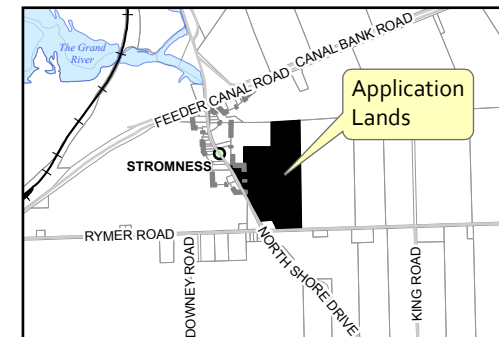 The Grand
River
FEEDER CANAL ROAD
CANAL BANK ROAD
Application
Lands
STROMNESS
RYMER ROAD
DOWNEY ROAD
NORTH SHORE DRIVE
KING ROAD